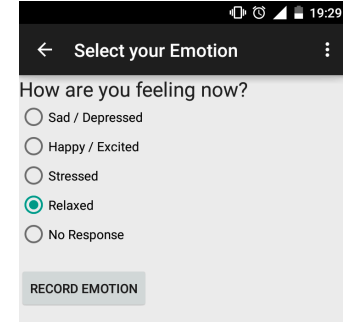 19:29
Select your Emotion
How are you feeling now?
Sad / Depressed
Happy / Excited
Stressed
Relaxed
No Response
RECORD EMOTION